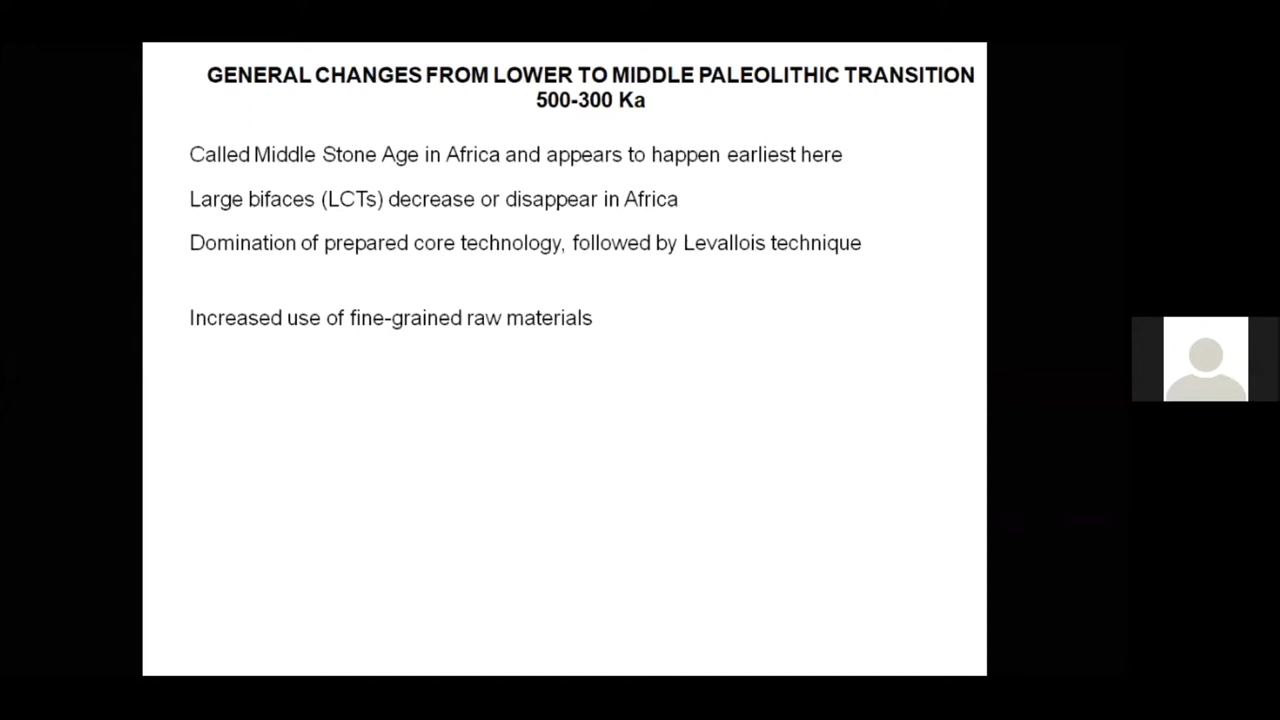 GENERAL CHANGES FROM LOWER TO MIDDLE PALEOLITHIC TRANSITION
500-300 Ka
Called Middle Stone Age in Africa and appears to happen earliest here
Large bifaces (LCTs) decrease or disappear in Africa
Domination of prepared core technology, followed by Levallois technique
Increased use of fine-grained raw materials